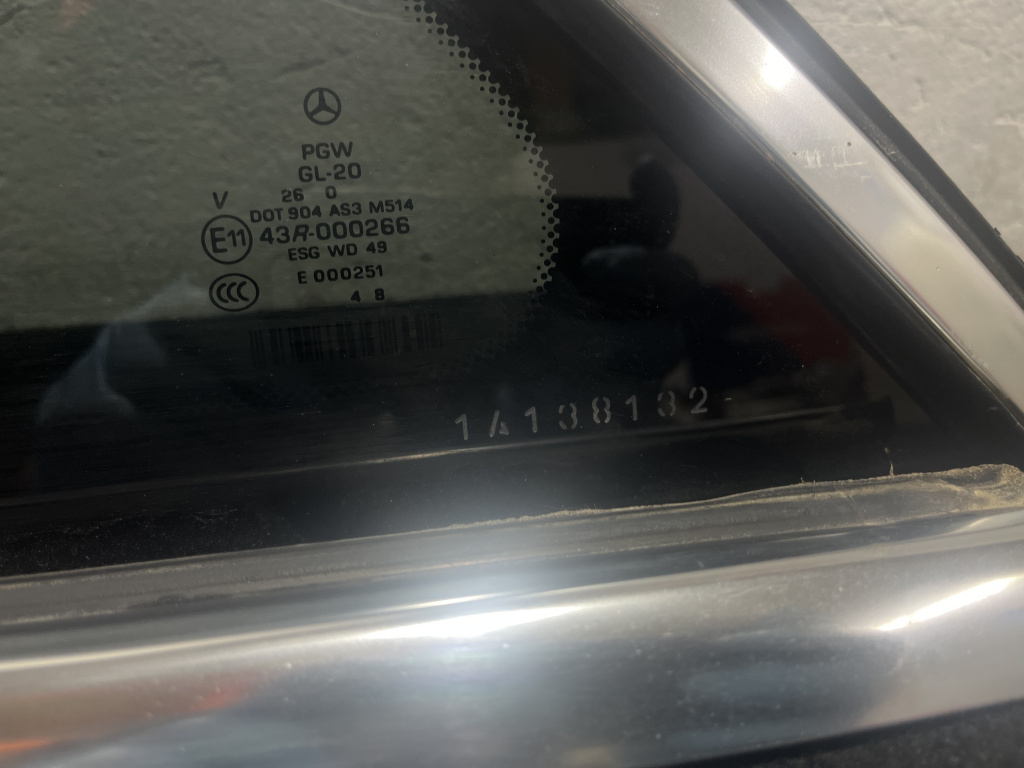 PGW
GL-20
26 0
V
DOT 904 AS3 M514
E11 43R-000266
ESG WD 49
E 000251
CCC
4 8
1A138132